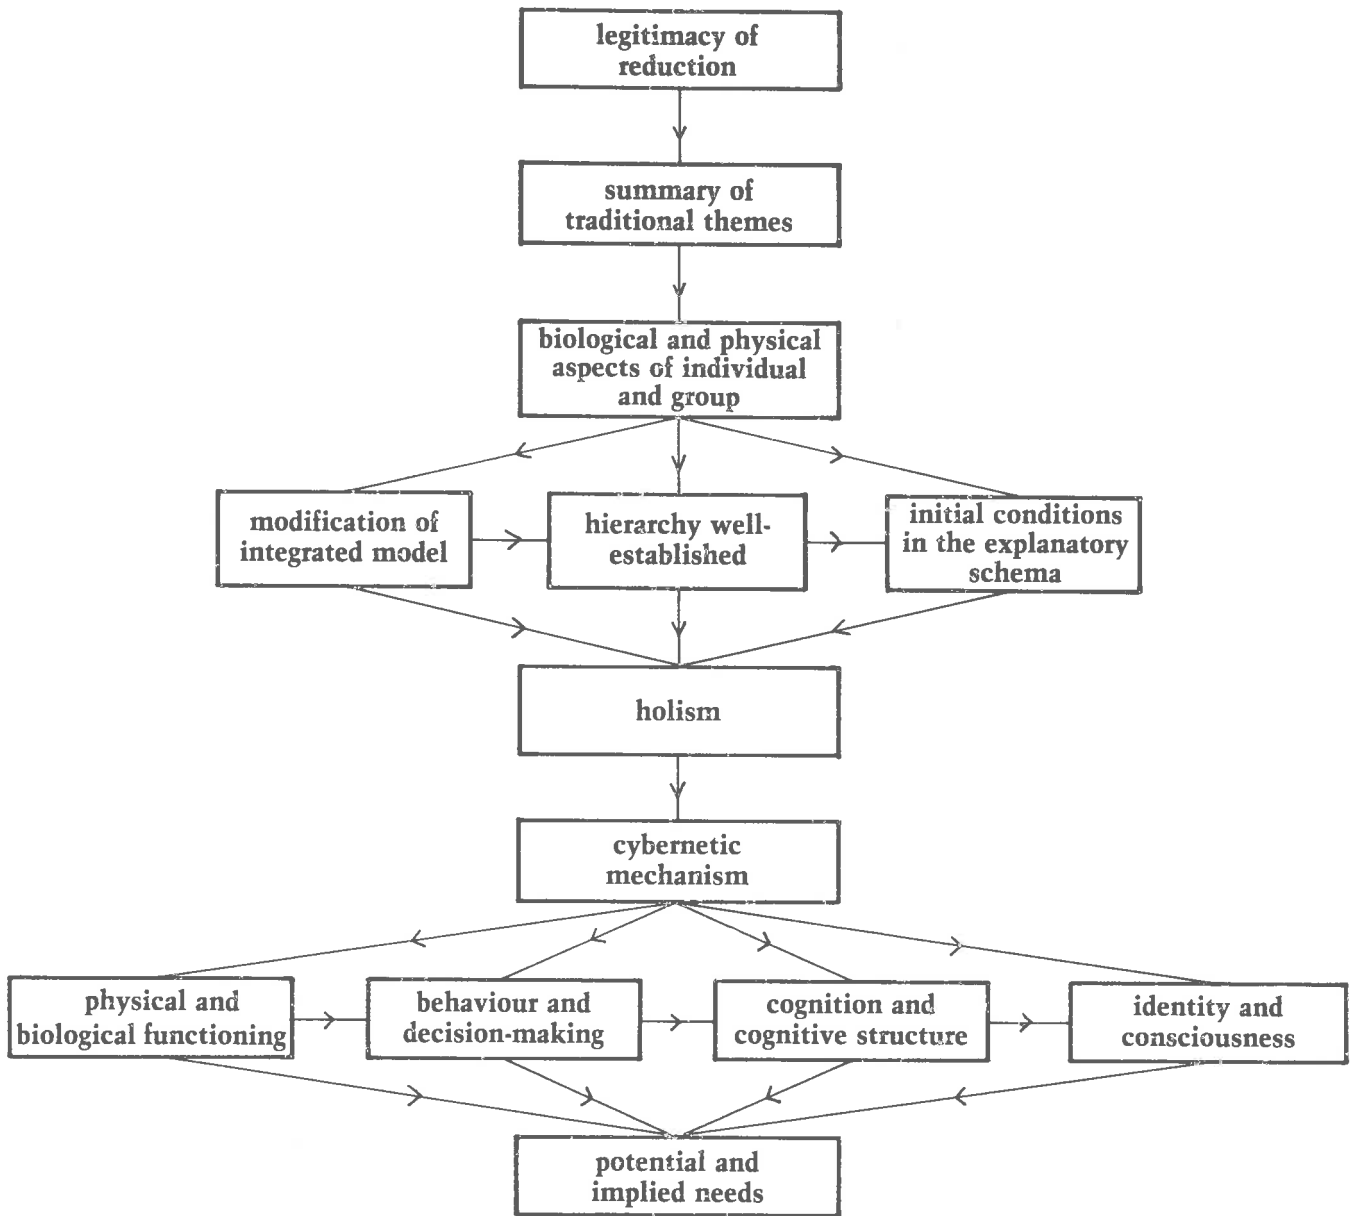 legitimacy of
reduction
summary of
traditional themes
biological and physical
aspects of individual
and group
modification of
integrated model
hierarchy well-
established
initial conditions
in the explanatory
schema
holism
cybernetic
mechanism
physical and
biological functioning
behaviour and
decision-making
cognition and
cognitive structure
identity and
consciousness
potential and
implied needs